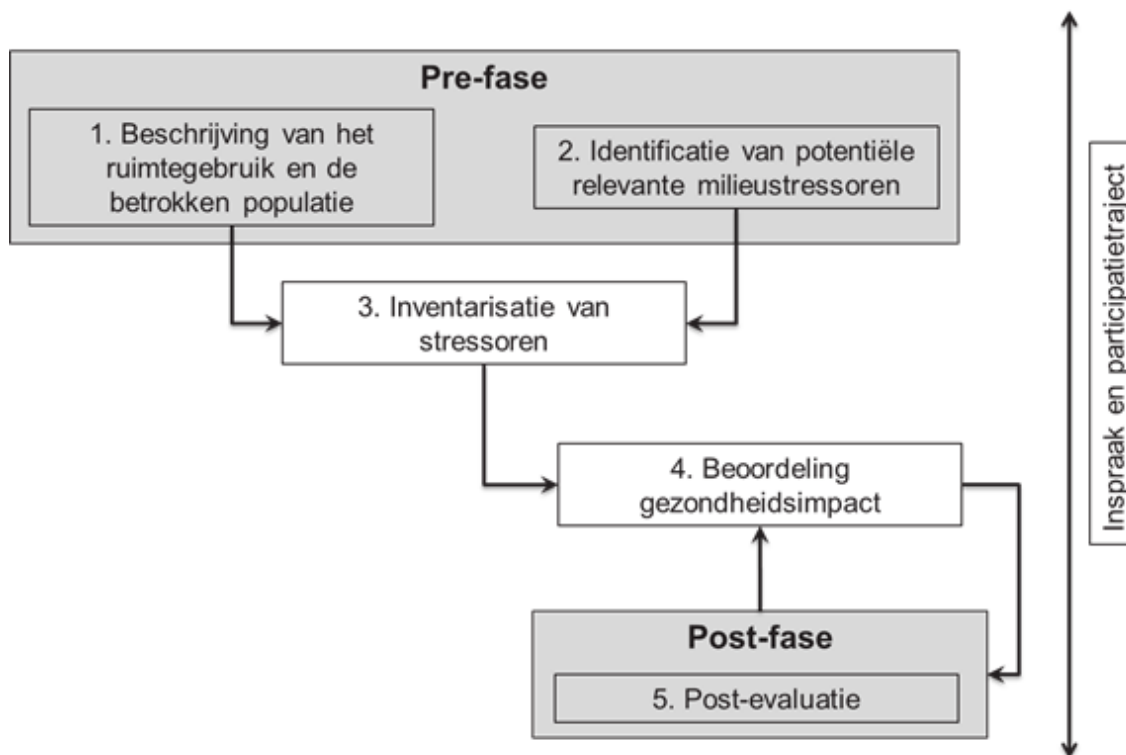 Pre-fase
1. Beschrijving van het
ruimtegebruik en de
betrokken populatie
2. Identificatie van potentiële
relevante milieustressoren
3. Inventarisatie van
stressoren
4. Beoordeling
gezondheidsimpact
Post-fase
5. Post-evaluatie
Inspraak en participatietraject